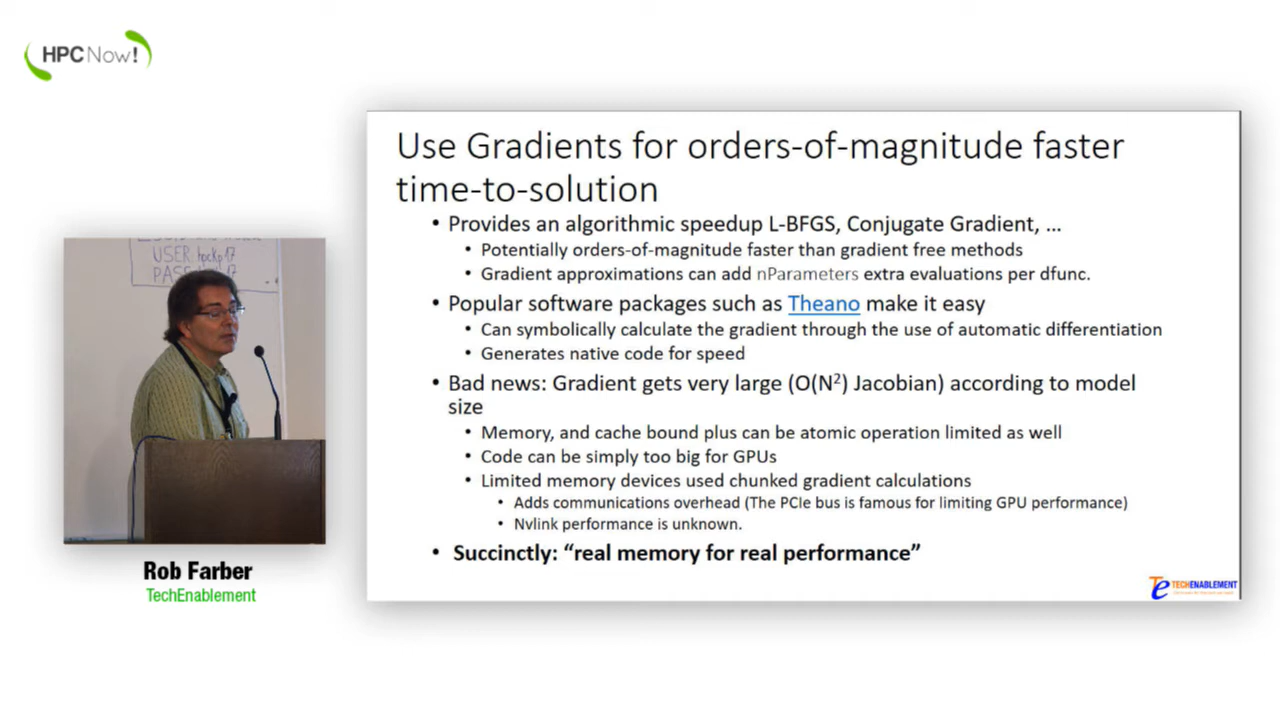 HPCNow!
Use Gradients for orders-of-magnitude faster
time-to-solution
• Provides an algorithmic speedup L-BFGS, Conjugate Gradient, ...
• Potentially orders-of-magnitude faster than gradient free methods
• Gradient approximations can add nParameters extra evaluations per dfunc.
• Popular software packages such as Theano make it easy
• Can symbolically calculate the gradient through the use of automatic differentiation
• Generates native code for speed
• Bad news: Gradient gets very large (O(N²) Jacobian) according to model
size
• Memory, and cache bound plus can be atomic operation limited as well
• Code can be simply too big for GPUs
• Limited memory devices used chunked gradient calculations
• Adds communications overhead (The PCIe bus is famous for limiting GPU performance)
• Nvlink performance is unknown.
• Succinctly: “real memory for real performance”
Te TECHENABLEMENT
USER hpckp17
PASS
Rob Farber
TechEnablement